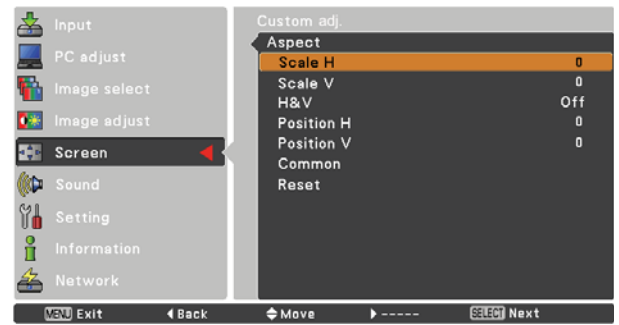 Input
PC adjust
Image select
Image adjust
Screen
Sound
Setting
Information
Network
Custom adj.
Aspect
Scale H 0
Scale V 0
H&V Off
Position H 0
Position V 0
Common
Reset
MENU Exit Back Move ----- SELECT Next